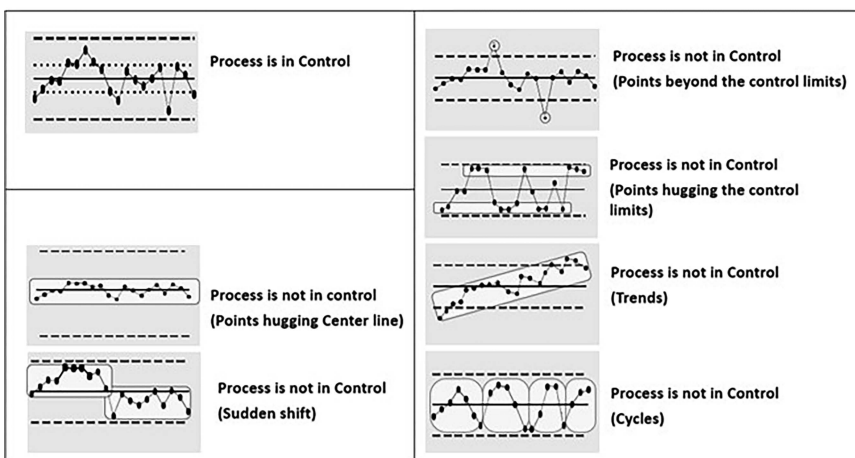 Process is in Control
Process is not in control
(Points hugging Center line)
Process is not in Control
(Sudden shift)
Process is not in Control
(Points beyond the control limits)
Process is not in Control
(Points hugging the control
limits)
Process is not in Control
(Trends)
Process is not in Control
(Cycles)